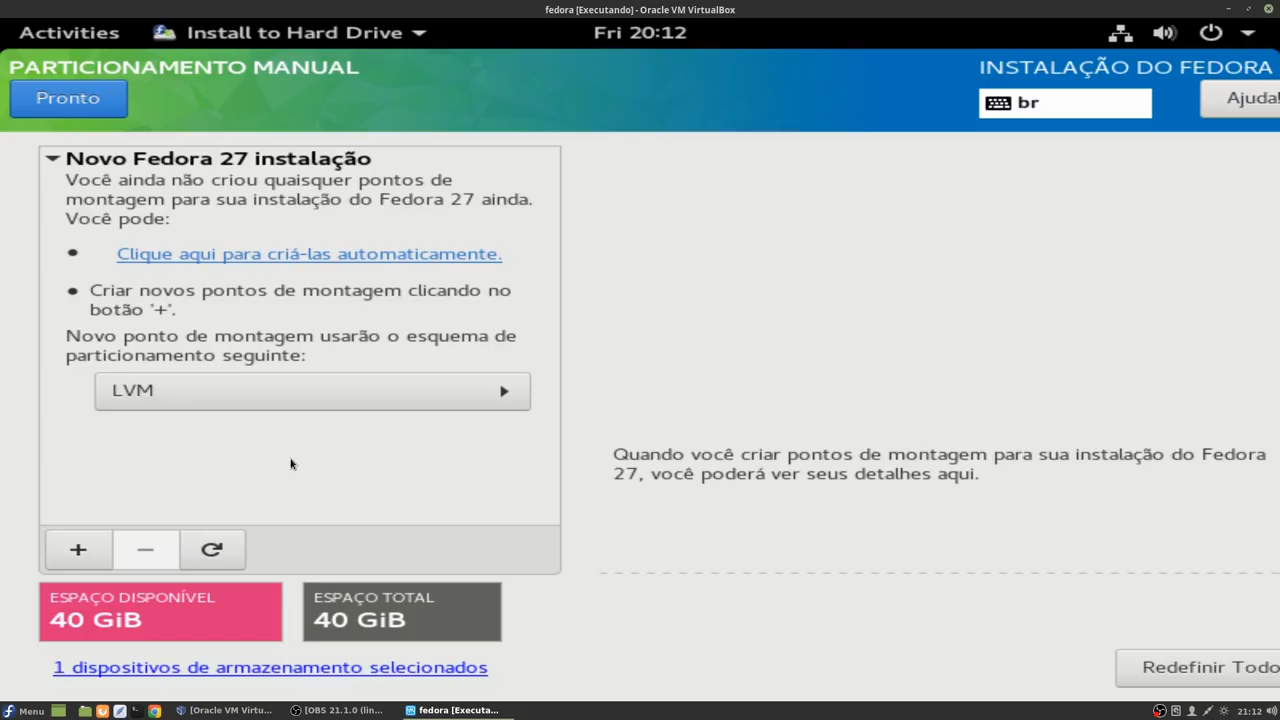 fedora [Executando] - Oracle VM VirtualBox
Activities
Install to Hard Drive
Fri 20:12
PARTICIONAMENTO MANUAL
INSTALAÇÃO DO FEDORA
Pronto
br
Ajuda!
Novo Fedora 27 instalação
Você ainda não criou quaisquer pontos de
montagem para sua instalação do Fedora 27 ainda.
Você pode:
• Clique aqui para criá-las automaticamente.
• Criar novos pontos de montagem clicando no
botão '+'.
Novo ponto de montagem usarão o esquema de
particionamento seguinte:
LVM
Quando você criar pontos de montagem para sua instalação do Fedora
27, você poderá ver seus detalhes aqui.
+ −
ESPAÇO DISPONÍVEL
40 GiB
ESPAÇO TOTAL
40 GiB
1 dispositivos de armazenamento selecionados
Redefinir Todo
Menu
[Oracle VM Virtu...
[OBS 21.1.0 (lin...
fedora [Executa...
21:12